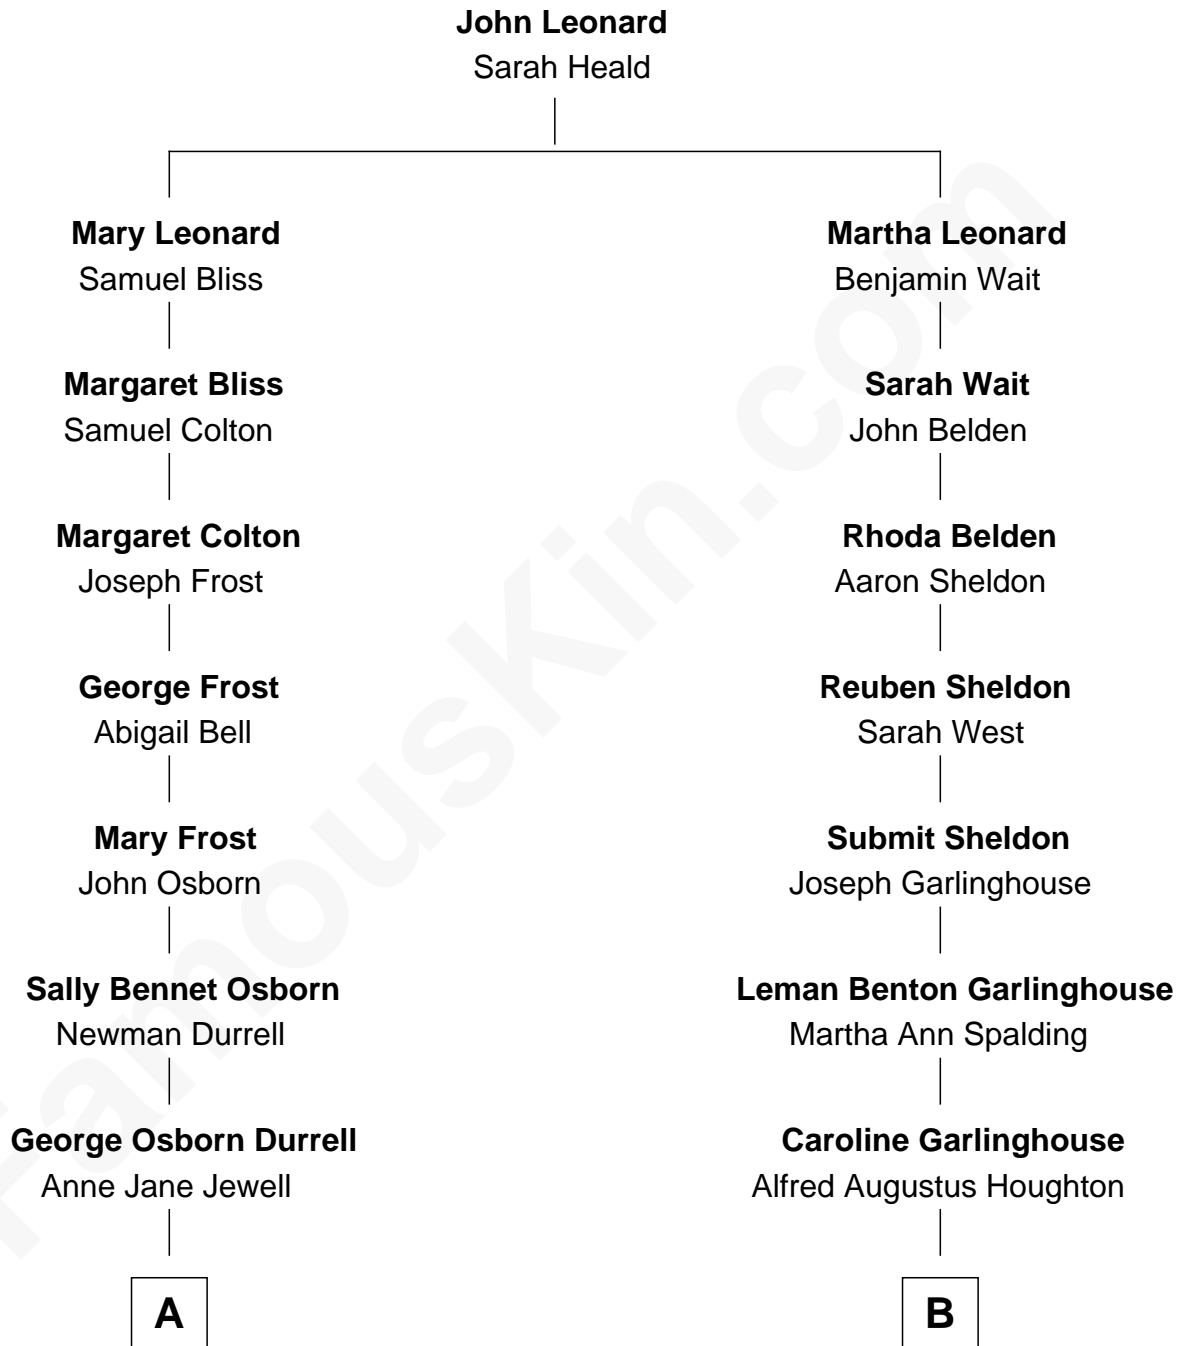 John Leonard
Sarah Heald
Mary Leonard
Samuel Bliss
Martha Leonard
Benjamin Wait
Margaret Bliss
Samuel Colton
Sarah Wait
John Belden
Margaret Colton
Joseph Frost
Rhoda Belden
Aaron Sheldon
George Frost
Abigail Bell
Reuben Sheldon
Sarah West
Mary Frost
John Osborn
Submit Sheldon
Joseph Garlinghouse
Sally Bennet Osborn
Newman Durrell
Leman Benton Garlinghouse
Martha Ann Spalding
George Osborn Durrell
Anne Jane Jewell
Caroline Garlinghouse
Alfred Augustus Houghton
A
B
FamousKin.com